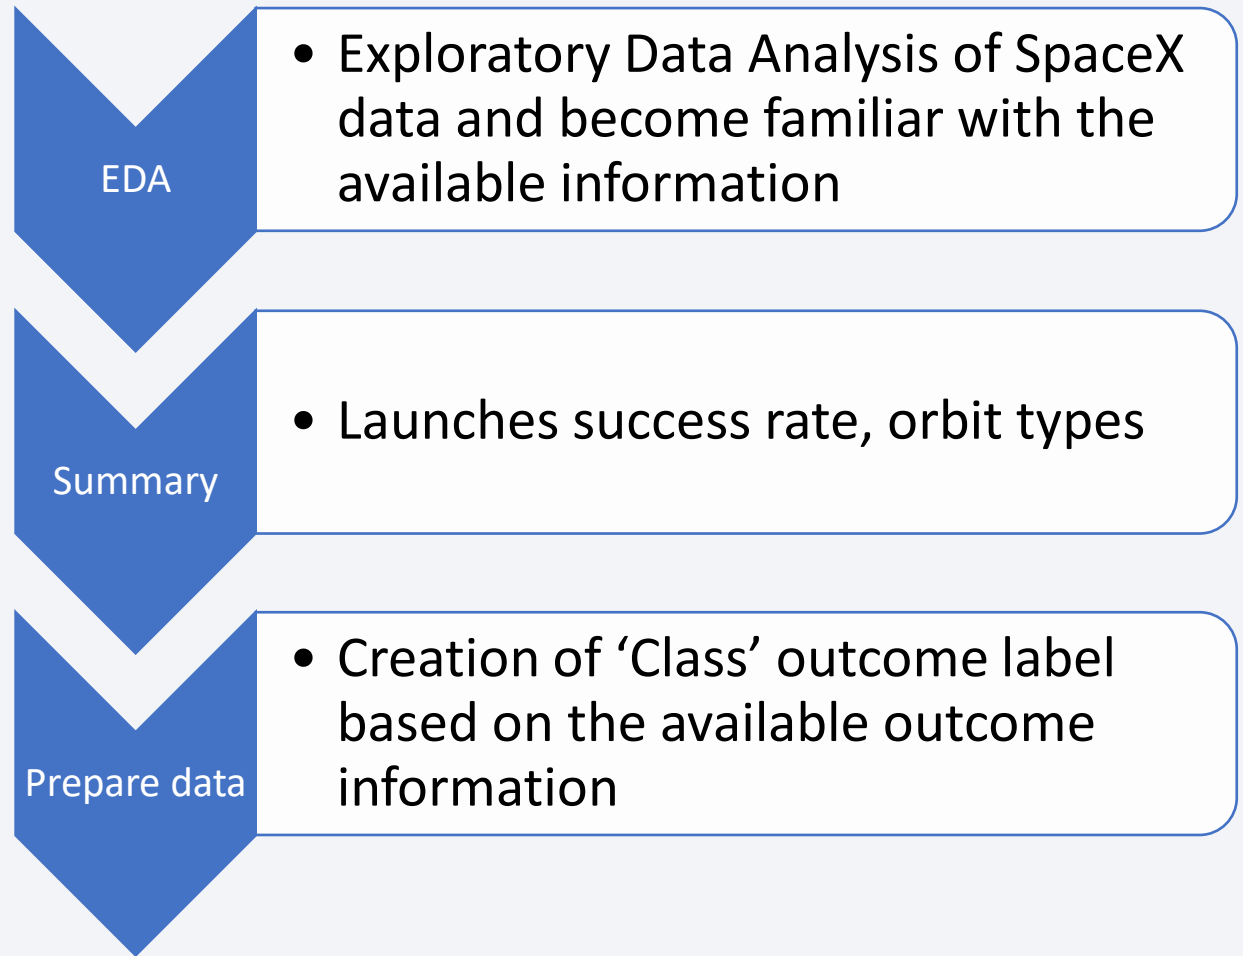 EDA
• Exploratory Data Analysis of SpaceX
data and become familiar with the
available information
Summary
• Launches success rate, orbit types
Prepare data
• Creation of ‘Class’ outcome label
based on the available outcome
information